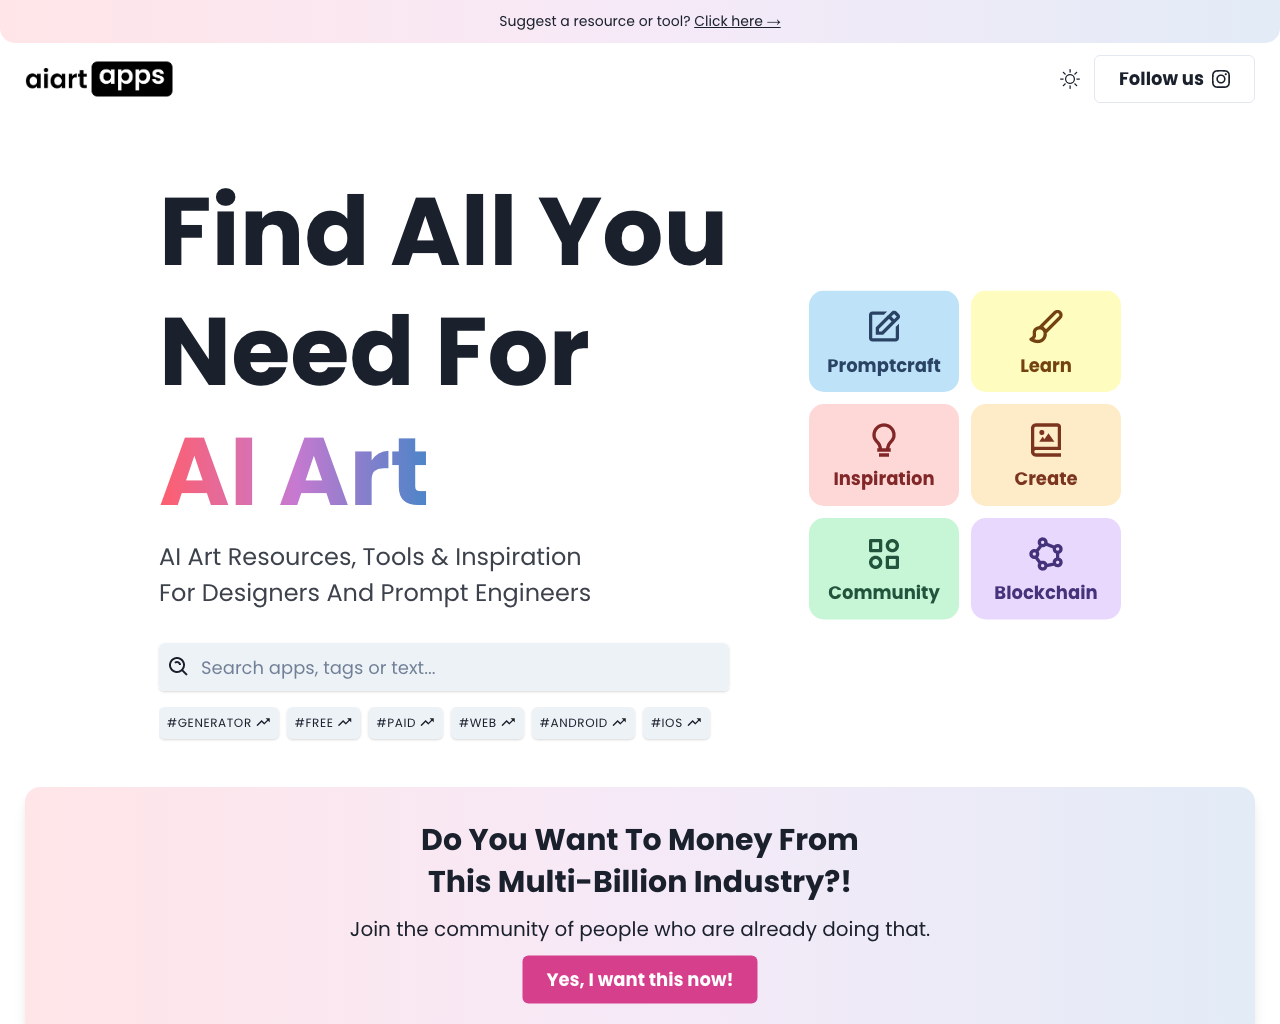 Suggest a resource or tool? Click here →
aiart apps
Follow us
Find All You
Need For
AI Art
AI Art Resources, Tools & Inspiration
For Designers And Prompt Engineers
Search apps, tags or text...
#GENERATOR #FREE #PAID #WEB #ANDROID #IOS
Promptcraft
Learn
Inspiration
Create
Community
Blockchain
Do You Want To Money From
This Multi-Billion Industry?!
Join the community of people who are already doing that.
Yes, I want this now!